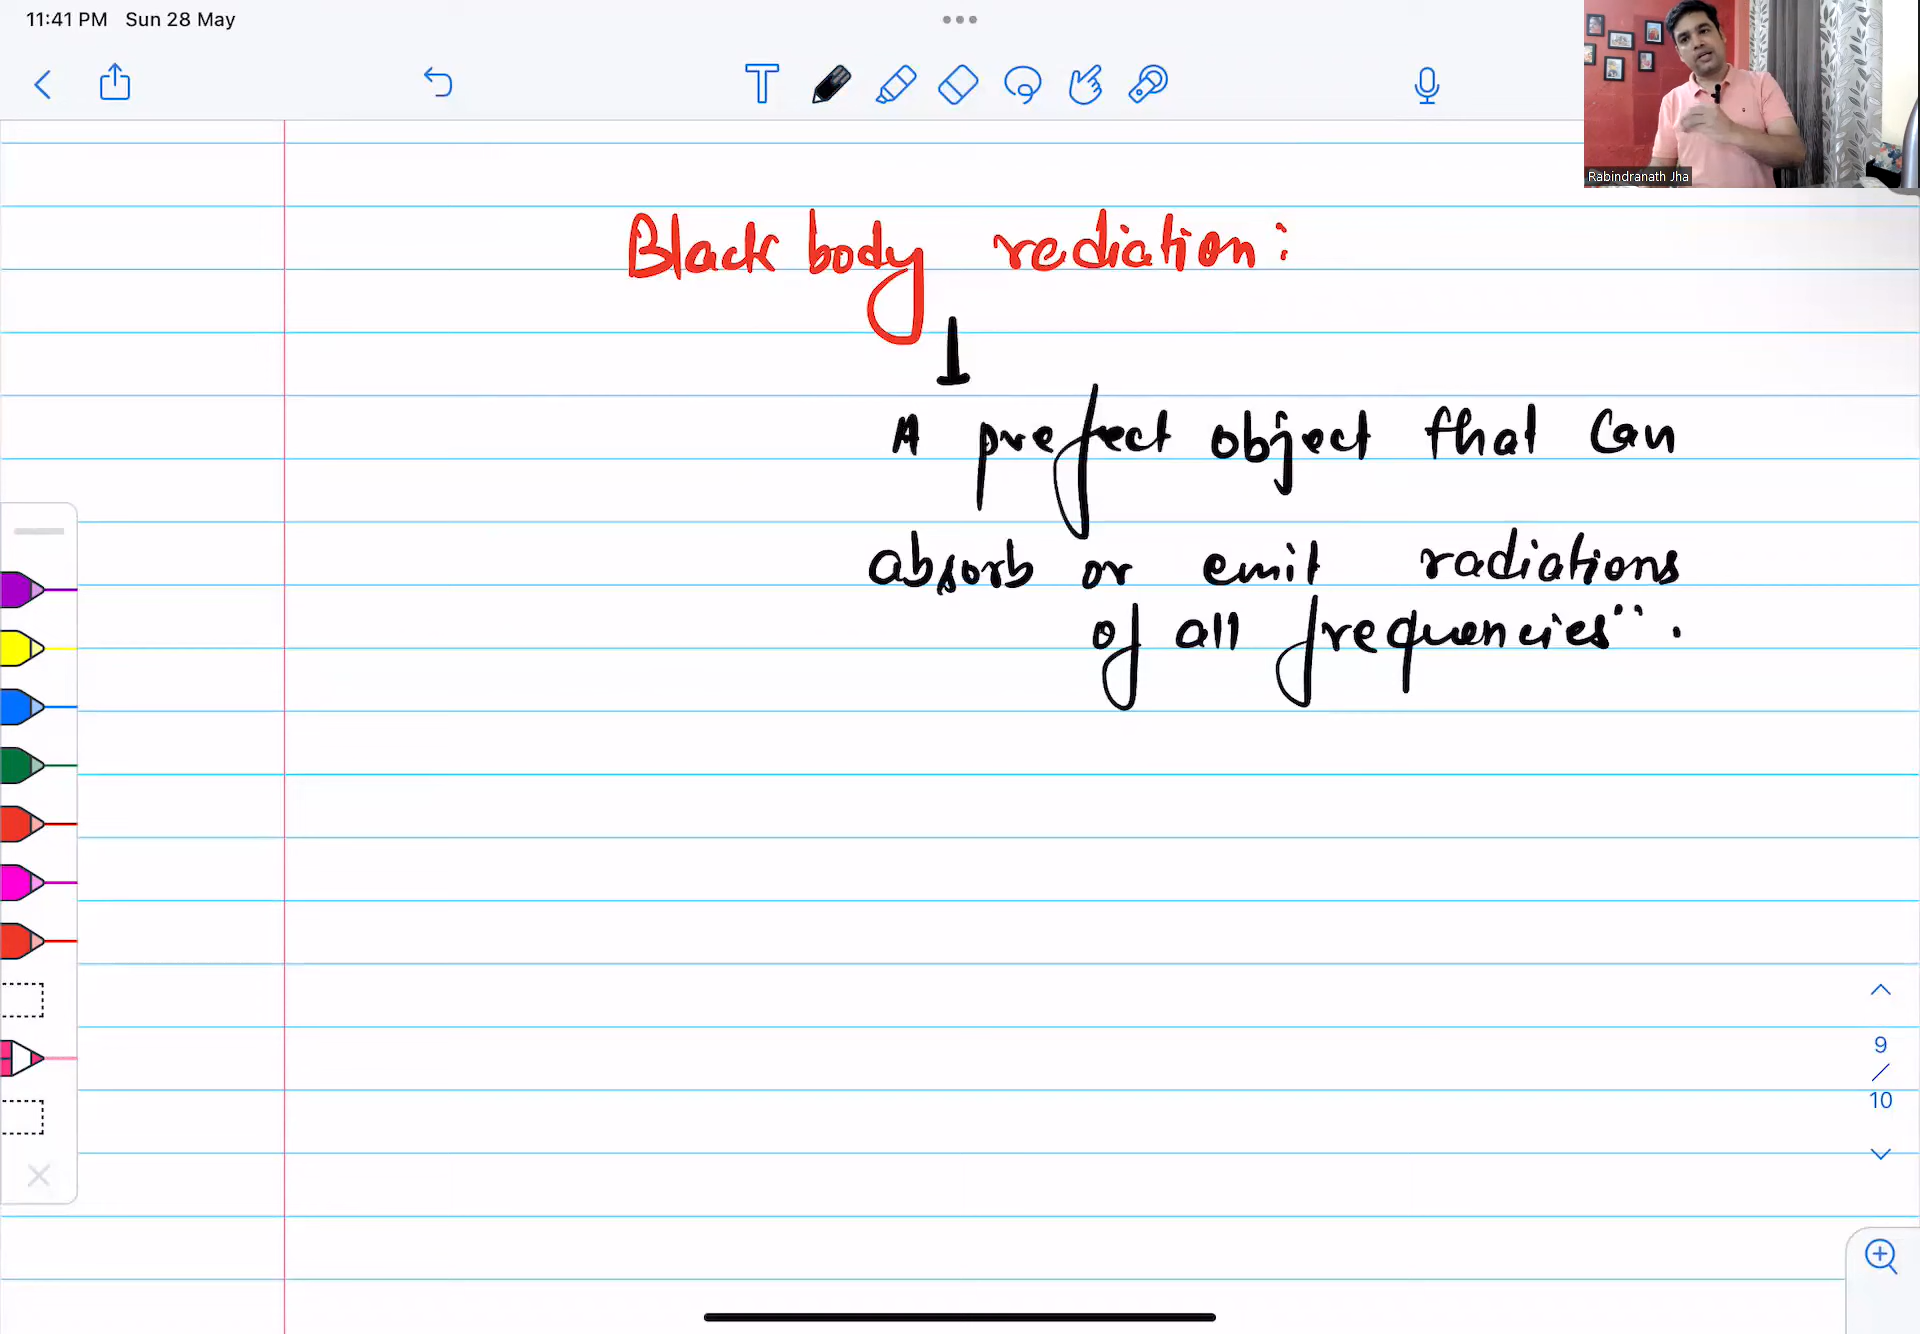 11:41 PM Sun 28 May
Rabindranath Jha
Black body rediation:
A prefect object that can
absorb or emit radiations
of all frequencies" .
9
/
10